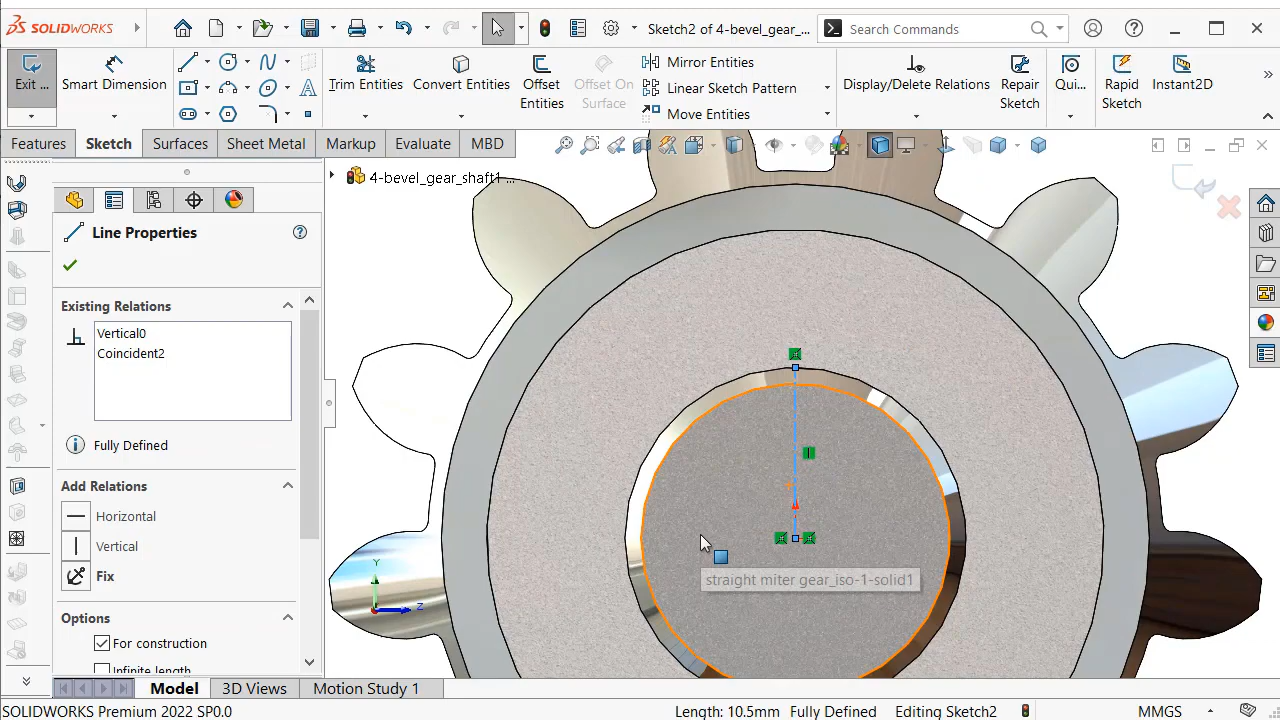 SOLIDWORKS
Sketch2 of 4-bevel_gear_...
Search Commands
Exit ...
Smart Dimension
Trim Entities
Convert Entities
Offset Entities
Offset On Surface
Mirror Entities
Linear Sketch Pattern
Move Entities
Display/Delete Relations
Repair Sketch
Qui...
Rapid Sketch
Instant2D
Features
Sketch
Surfaces
Sheet Metal
Markup
Evaluate
MBD
4-bevel_gear_shaft1 ...
Line Properties
Existing Relations
Vertical0
Coincident2
Fully Defined
Add Relations
Horizontal
Vertical
Fix
Options
For construction
Infinite length
straight miter gear_iso-1-solid1
Y
Z
Model
3D Views
Motion Study 1
SOLIDWORKS Premium 2022 SP0.0
Length: 10.5mm
Fully Defined
Editing Sketch2
MMGS